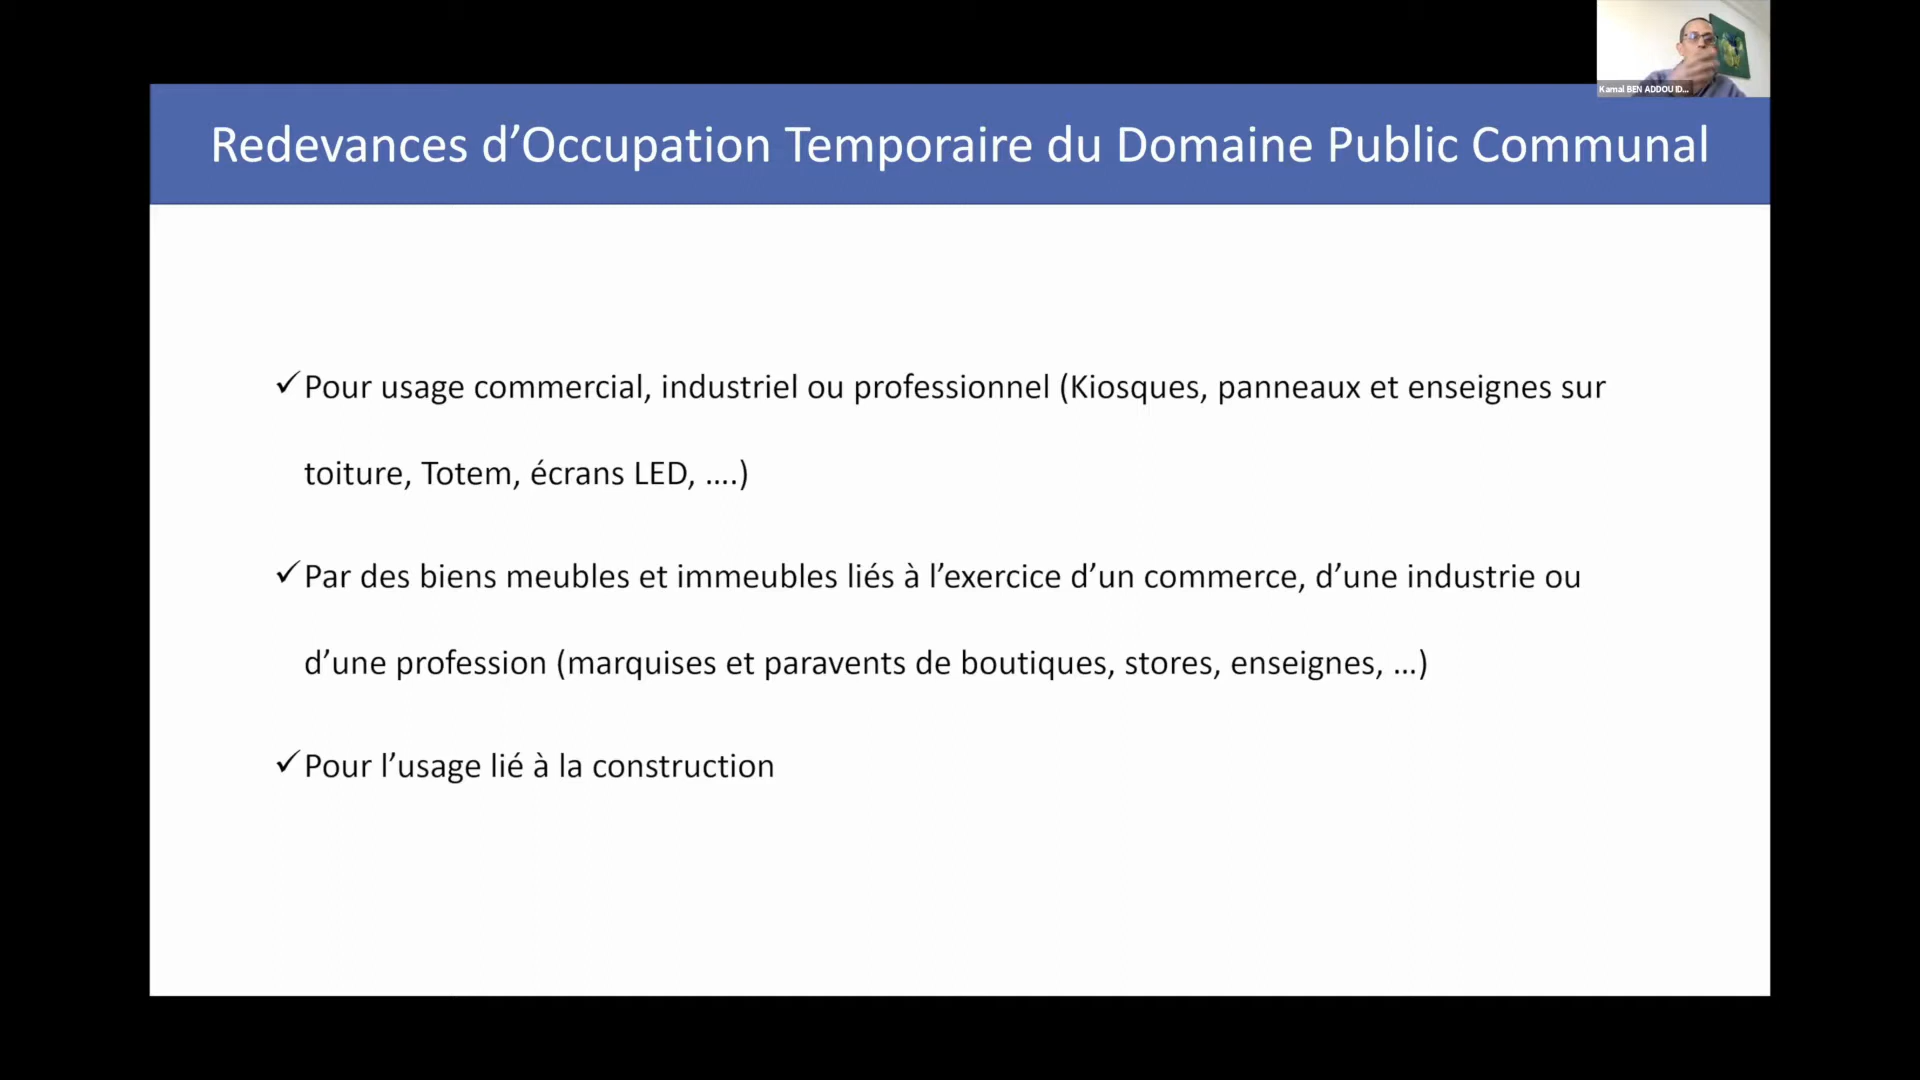 Kamal BEN ADDOU ID...
Redevances d’Occupation Temporaire du Domaine Public Communal
✓Pour usage commercial, industriel ou professionnel (Kiosques, panneaux et enseignes sur
toiture, Totem, écrans LED, ….)
✓Par des biens meubles et immeubles liés à l’exercice d’un commerce, d’une industrie ou
d’une profession (marquises et paravents de boutiques, stores, enseignes, …)
✓Pour l’usage lié à la construction